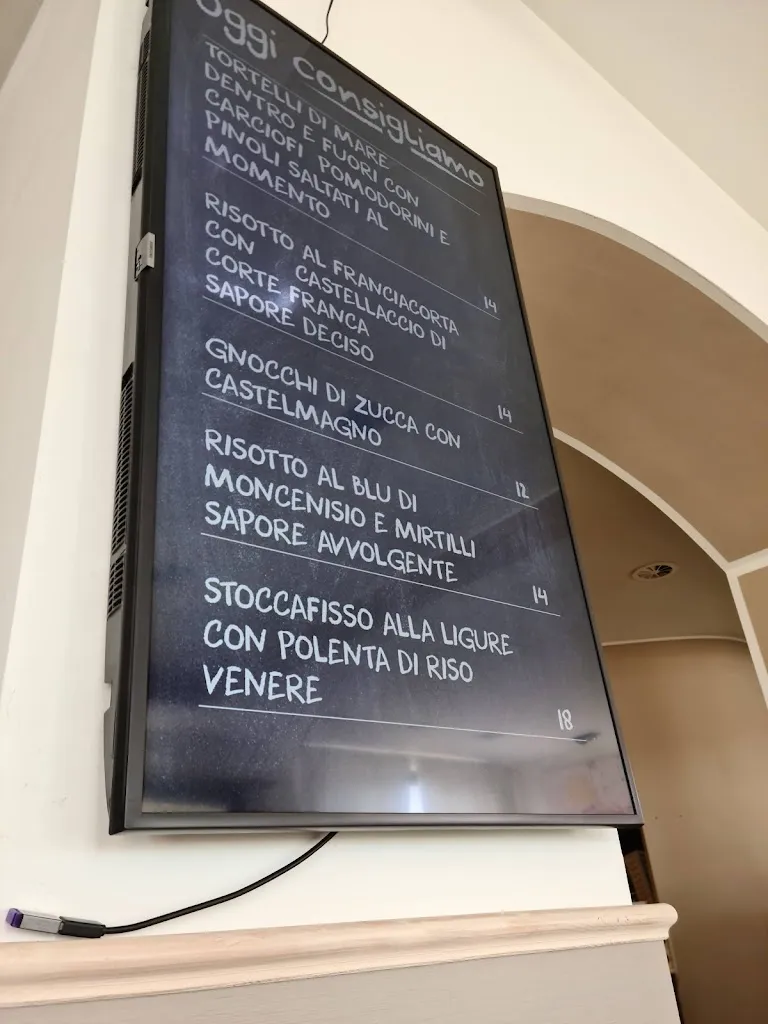 Oggi consigliamo
TORTELLI DI MARE
DENTRO E FUORI CON
CARCIOFI POMODORINI E
PINOLI SALTATI AL
MOMENTO
14
RISOTTO AL FRANCIACORTA
CON CASTELLACCIO DI
CORTE FRANCA
SAPORE DECISO
14
GNOCCHI DI ZUCCA CON
CASTELMAGNO
12
RISOTTO AL BLU DI
MONCENISIO E MIRTILLI
SAPORE AVVOLGENTE
14
STOCCAFISSO ALLA LIGURE
CON POLENTA DI RISO
VENERE
18